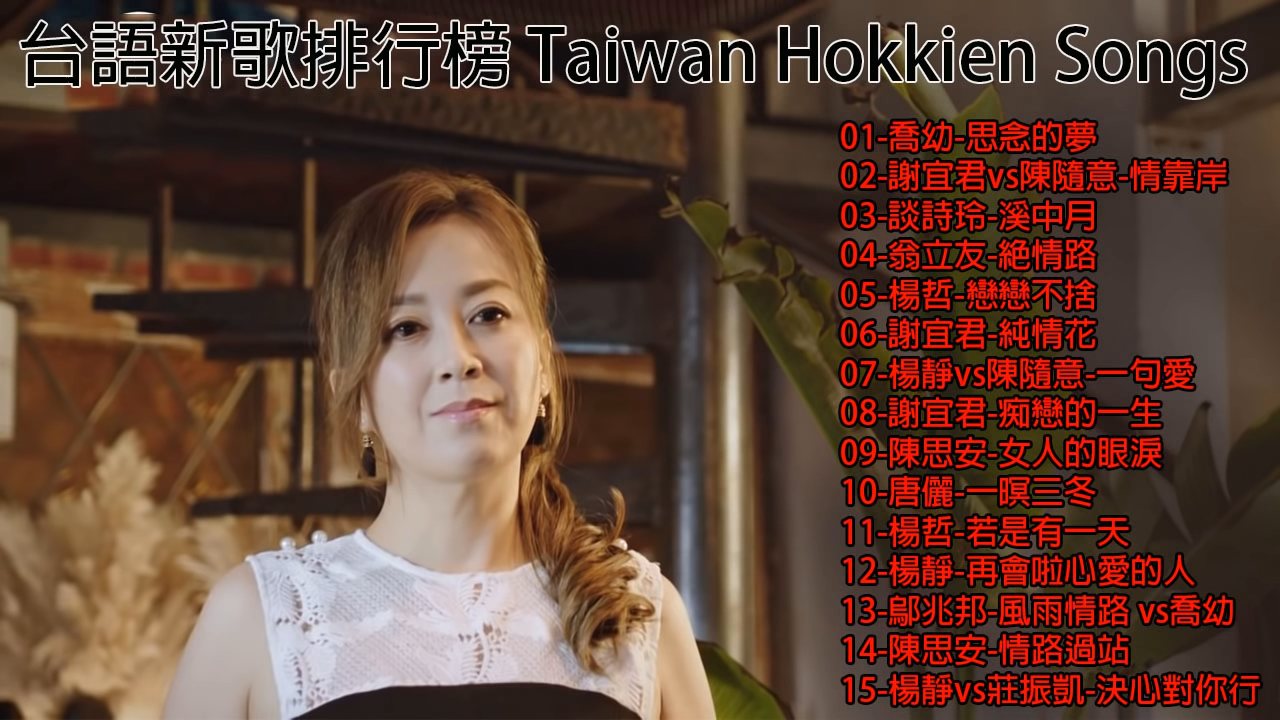 台語新歌排行榜 Taiwan Hokkien Songs
01-喬幼-思念的夢
02-謝宜君vs陳隨意-情靠岸
03-談詩玲-溪中月
04-翁立友-絕情路
05-楊哲-戀戀不捨
06-謝宜君-純情花
07-楊靜vs陳隨意-一句愛
08-謝宜君-痴戀的一生
09-陳思安-女人的眼淚
10-唐儷-一暝三冬
11-楊哲-若是有一天
12-楊靜-再會啦心愛的人
13-鄔兆邦-風雨情路 vs喬幼
14-陳思安-情路過站
15-楊靜vs莊振凱-決心對你行